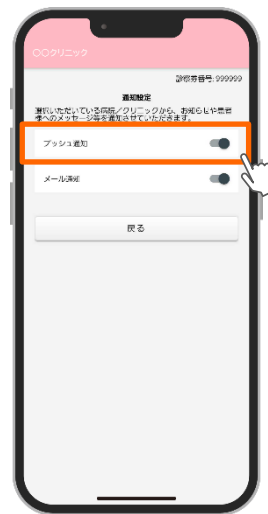 〇〇クリニック
診察券番号:999999
通知設定
選択いただいている病院/クリニックから、お知らせや患者
様へのメッセージ等を通知させていただきます。
プッシュ通知
メール通知
戻る